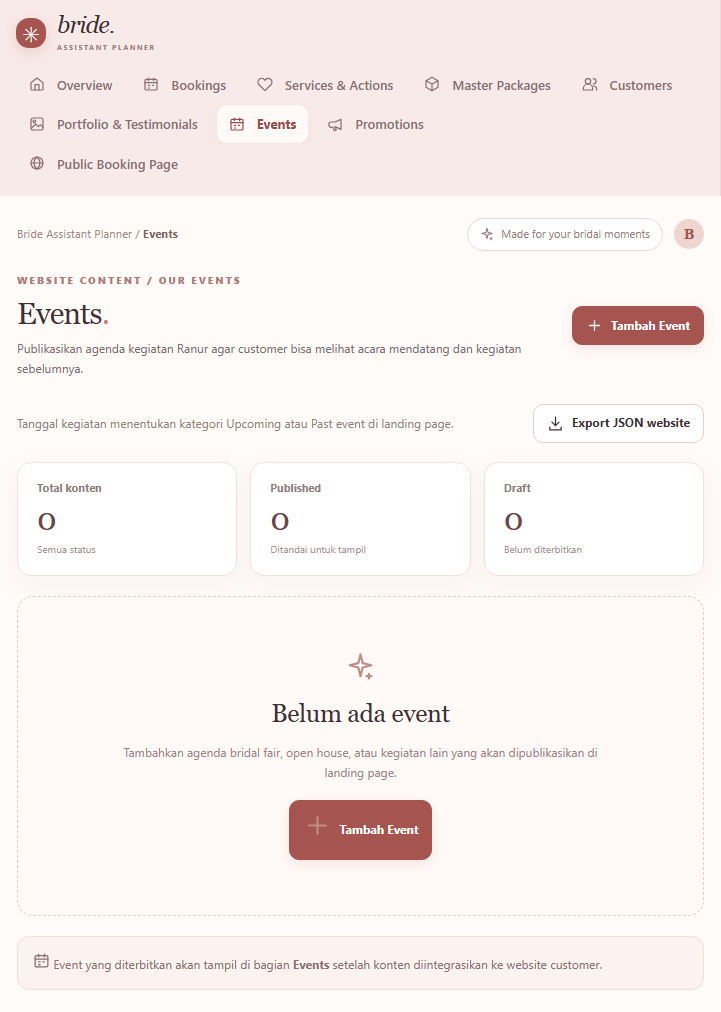 bride.
ASSISTANT PLANNER
Overview
Bookings
Services & Actions
Master Packages
Customers
Portfolio & Testimonials
Events
Promotions
Public Booking Page
Bride Assistant Planner / Events
Made for your bridal moments
B
WEBSITE CONTENT / OUR EVENTS
Events.
Publikasikan agenda kegiatan Ranur agar customer bisa melihat acara mendatang dan kegiatan
sebelumnya.
Tambah Event
Tanggal kegiatan menentukan kategori Upcoming atau Past event di landing page.
Export JSON website
Total konten
0
Semua status
Published
0
Ditandai untuk tampil
Draft
0
Belum diterbitkan
Belum ada event
Tambahkan agenda bridal fair, open house, atau kegiatan lain yang akan dipublikasikan di
landing page.
Tambah Event
Event yang diterbitkan akan tampil di bagian Events setelah konten diintegrasikan ke website customer.